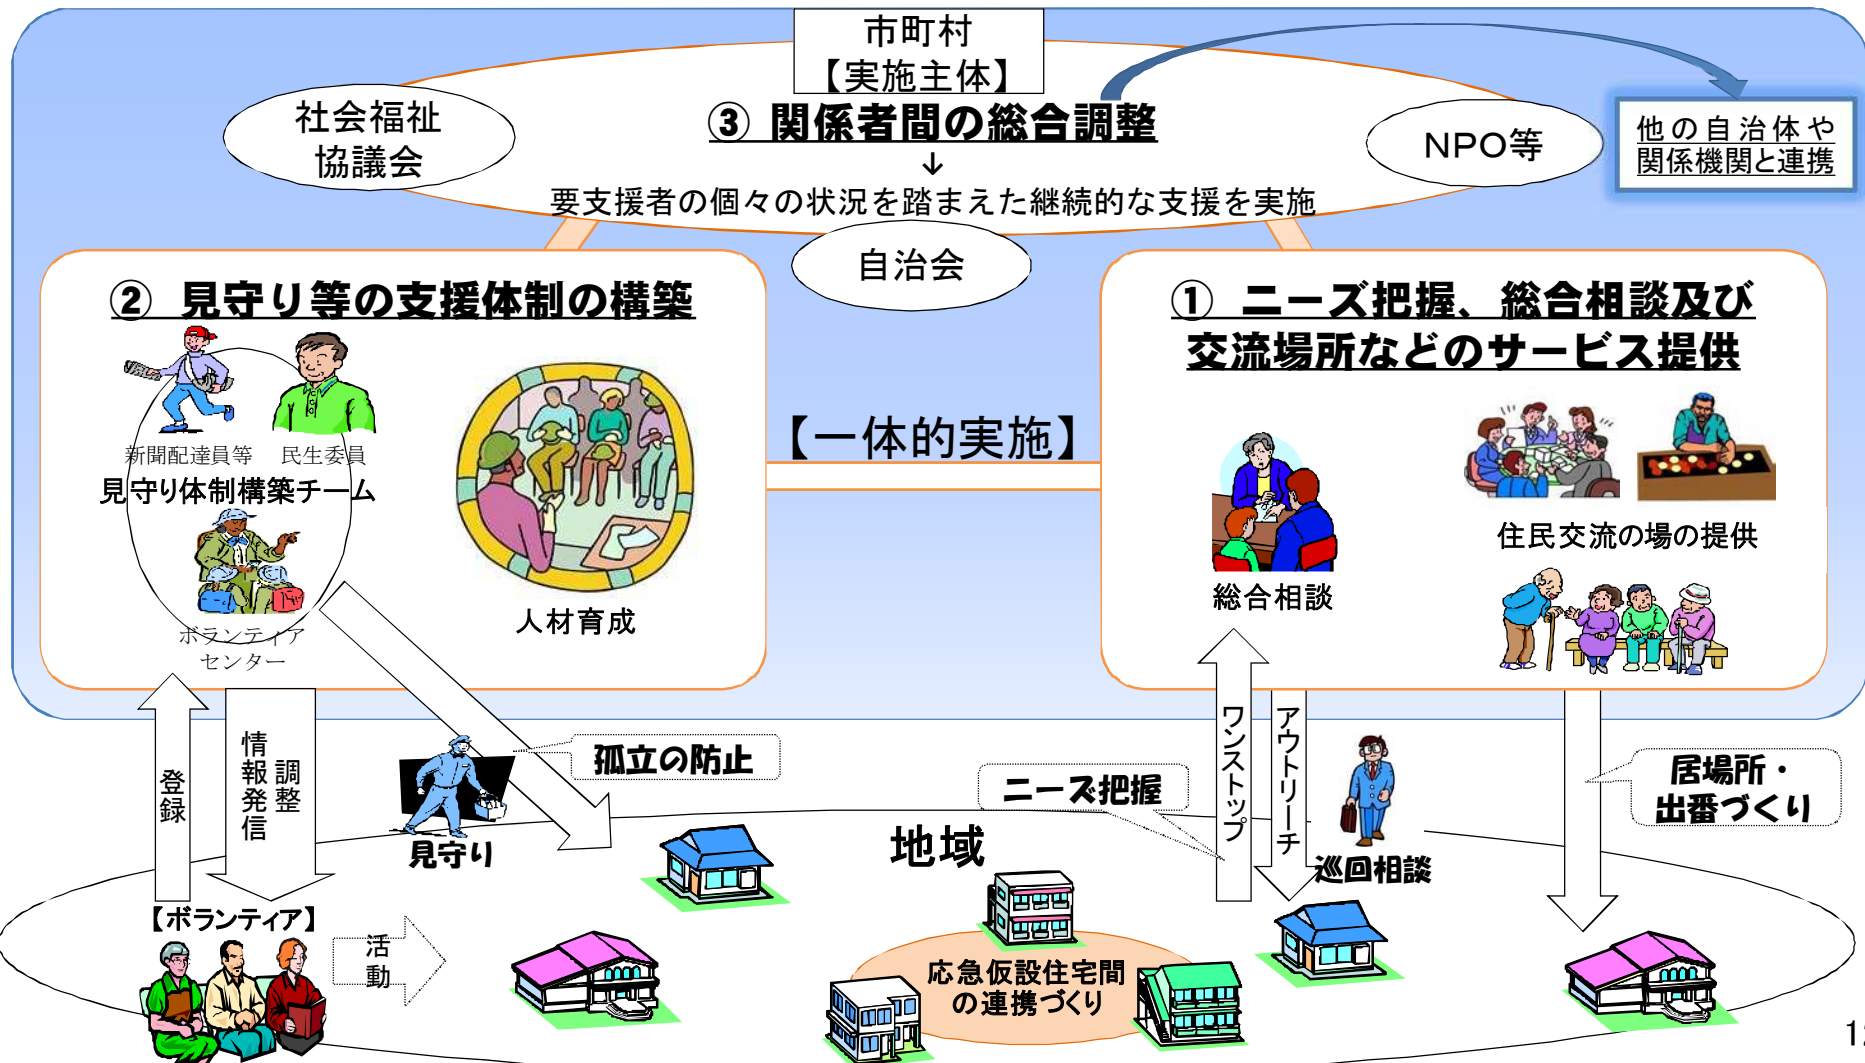 市町村
【実施主体】
③ 関係者間の総合調整
↓
要支援者の個々の状況を踏まえた継続的な支援を実施
社会福祉
協議会
NPO等
自治会
他の自治体や
関係機関と連携
② 見守り等の支援体制の構築
新聞配達員等
民生委員
見守り体制構築チーム
ボランティア
センター
人材育成
【一体的実施】
① ニーズ把握、総合相談及び
交流場所などのサービス提供
総合相談
住民交流の場の提供
登録
調整
情報発信
孤立の防止
見守り
ニーズ把握
ワンストップ
アウトリーチ
巡回相談
居場所・
出番づくり
地域
【ボランティア】
活動
応急仮設住宅間
の連携づくり